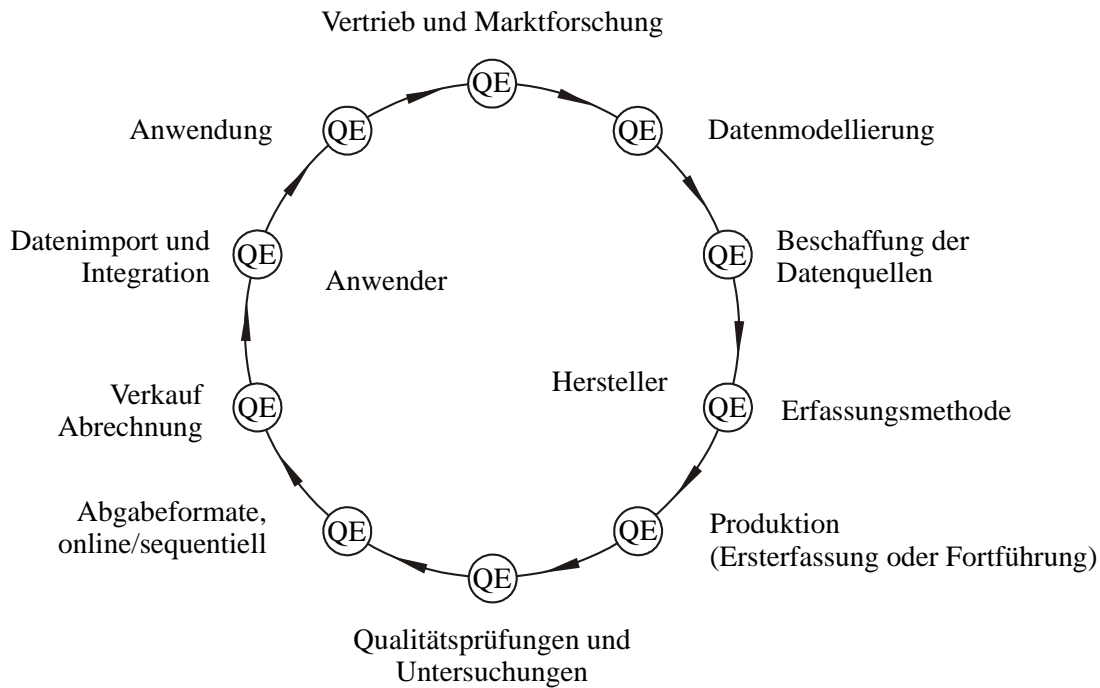 Vertrieb und Marktforschung
QE
QE
Anwendung
QE
Datenmodellierung
Datenimport und
Integration
QE
Anwender
QE
Beschaffung der
Datenquellen
Verkauf
Abrechnung
QE
Hersteller
QE
Erfassungsmethode
Abgabeformate,
online/sequentiell
QE
QE
Produktion
(Ersterfassung oder Fortführung)
QE
Qualitätsprüfungen und
Untersuchungen